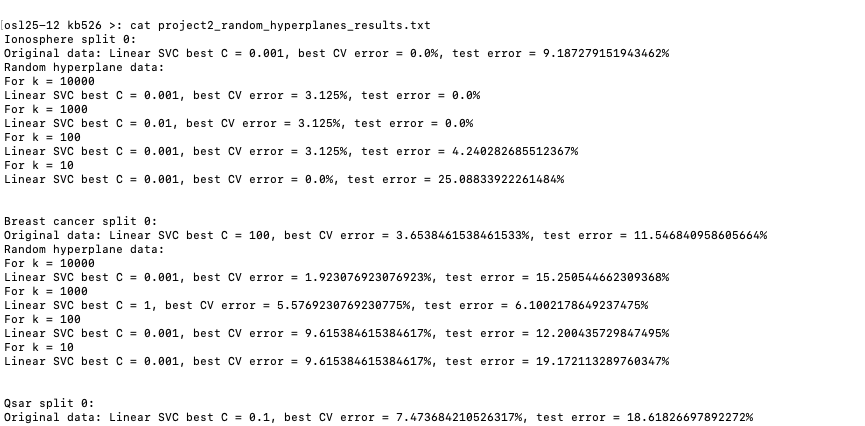 [osl25-12 kb526 >: cat project2_random_hyperplanes_results.txt
Ionosphere split 0:
Original data: Linear SVC best C = 0.001, best CV error = 0.0%, test error = 9.187279151943462%
Random hyperplane data:
For k = 10000
Linear SVC best C = 0.001, best CV error = 3.125%, test error = 0.0%
For k = 1000
Linear SVC best C = 0.01, best CV error = 3.125%, test error = 0.0%
For k = 100
Linear SVC best C = 0.001, best CV error = 3.125%, test error = 4.240282685512367%
For k = 10
Linear SVC best C = 0.001, best CV error = 0.0%, test error = 25.08833922261484%
Breast cancer split 0:
Original data: Linear SVC best C = 100, best CV error = 3.6538461538461533%, test error = 11.546840958605664%
Random hyperplane data:
For k = 10000
Linear SVC best C = 0.001, best CV error = 1.923076923076923%, test error = 15.250544662309368%
For k = 1000
Linear SVC best C = 1, best CV error = 5.5769230769230775%, test error = 6.1002178649237475%
For k = 100
Linear SVC best C = 0.001, best CV error = 9.615384615384617%, test error = 12.200435729847495%
For k = 10
Linear SVC best C = 0.001, best CV error = 9.615384615384617%, test error = 19.172113289760347%
Qsar split 0:
Original data: Linear SVC best C = 0.1, best CV error = 7.473684210526317%, test error = 18.61826697892272%